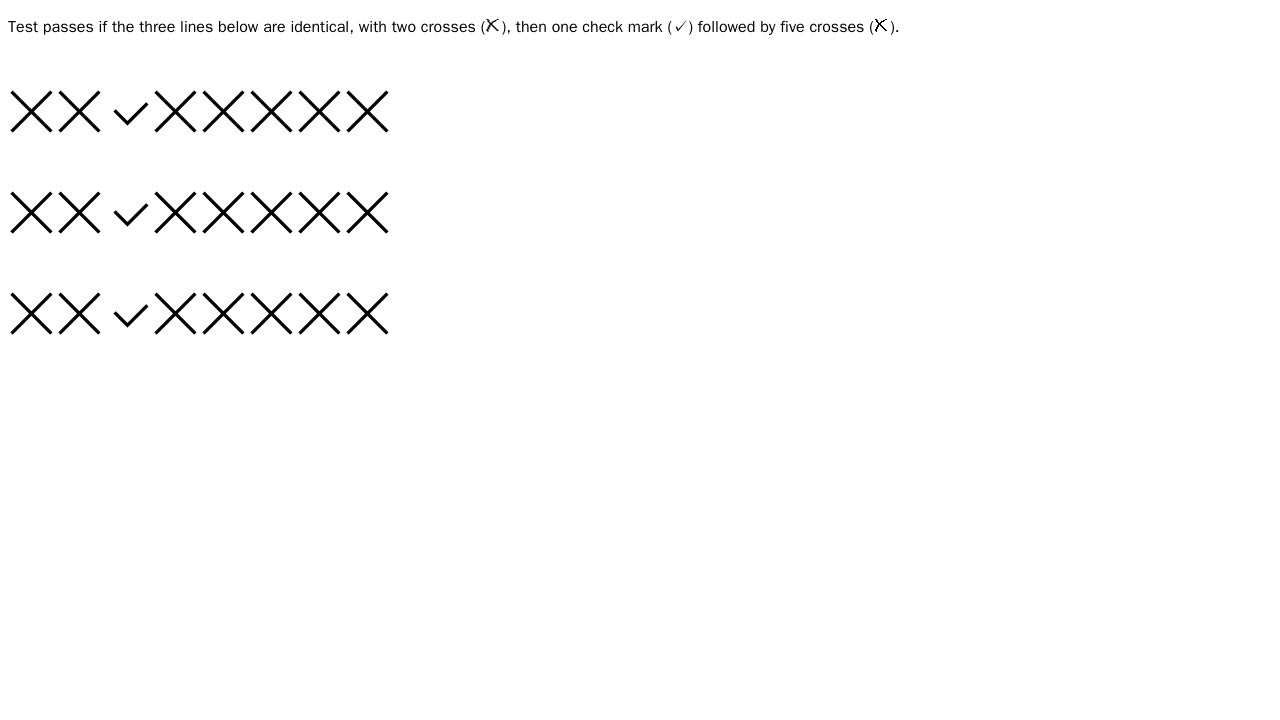 Test passes if the three lines below are identical, with two crosses (✗), then one check mark (✓) followed by five crosses (✗).
✗✗✓✗✗✗✗✗
✗✗✓✗✗✗✗✗
✗✗✓✗✗✗✗✗